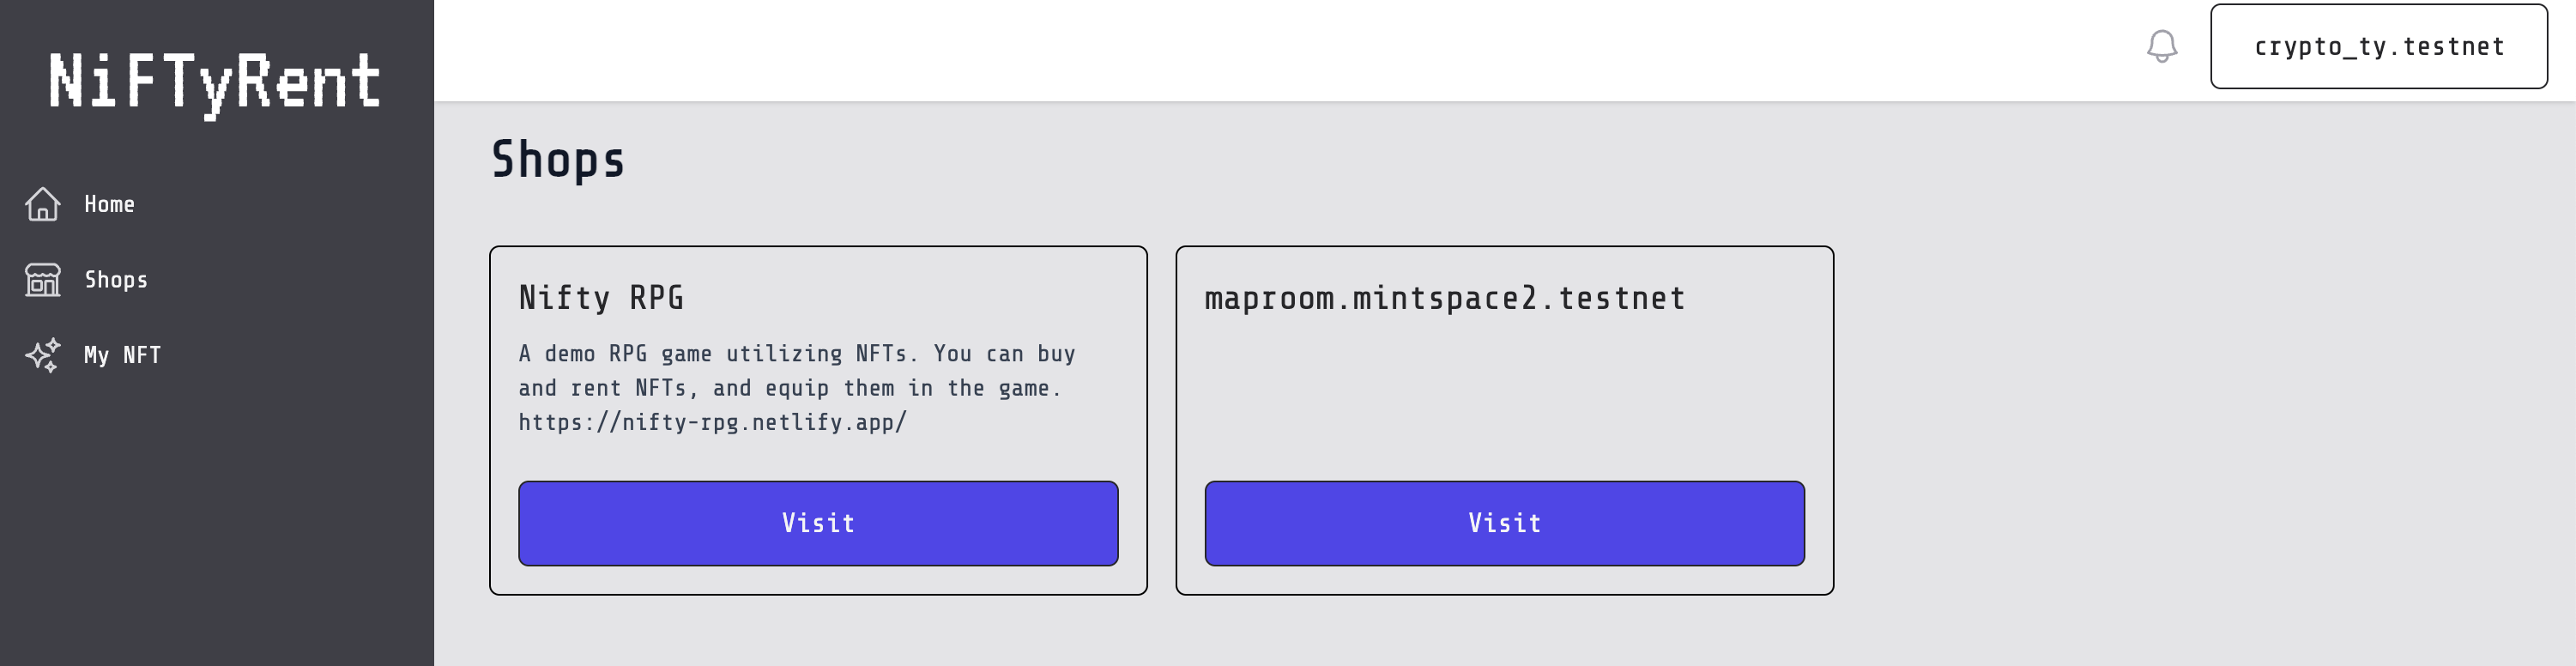 NiFTyRent
crypto_ty.testnet
Home
Shops
My NFT
Shops
Nifty RPG
A demo RPG game utilizing NFTs. You can buy
and rent NFTs, and equip them in the game.
https://nifty-rpg.netlify.app/
Visit
maproom.mintspace2.testnet
Visit